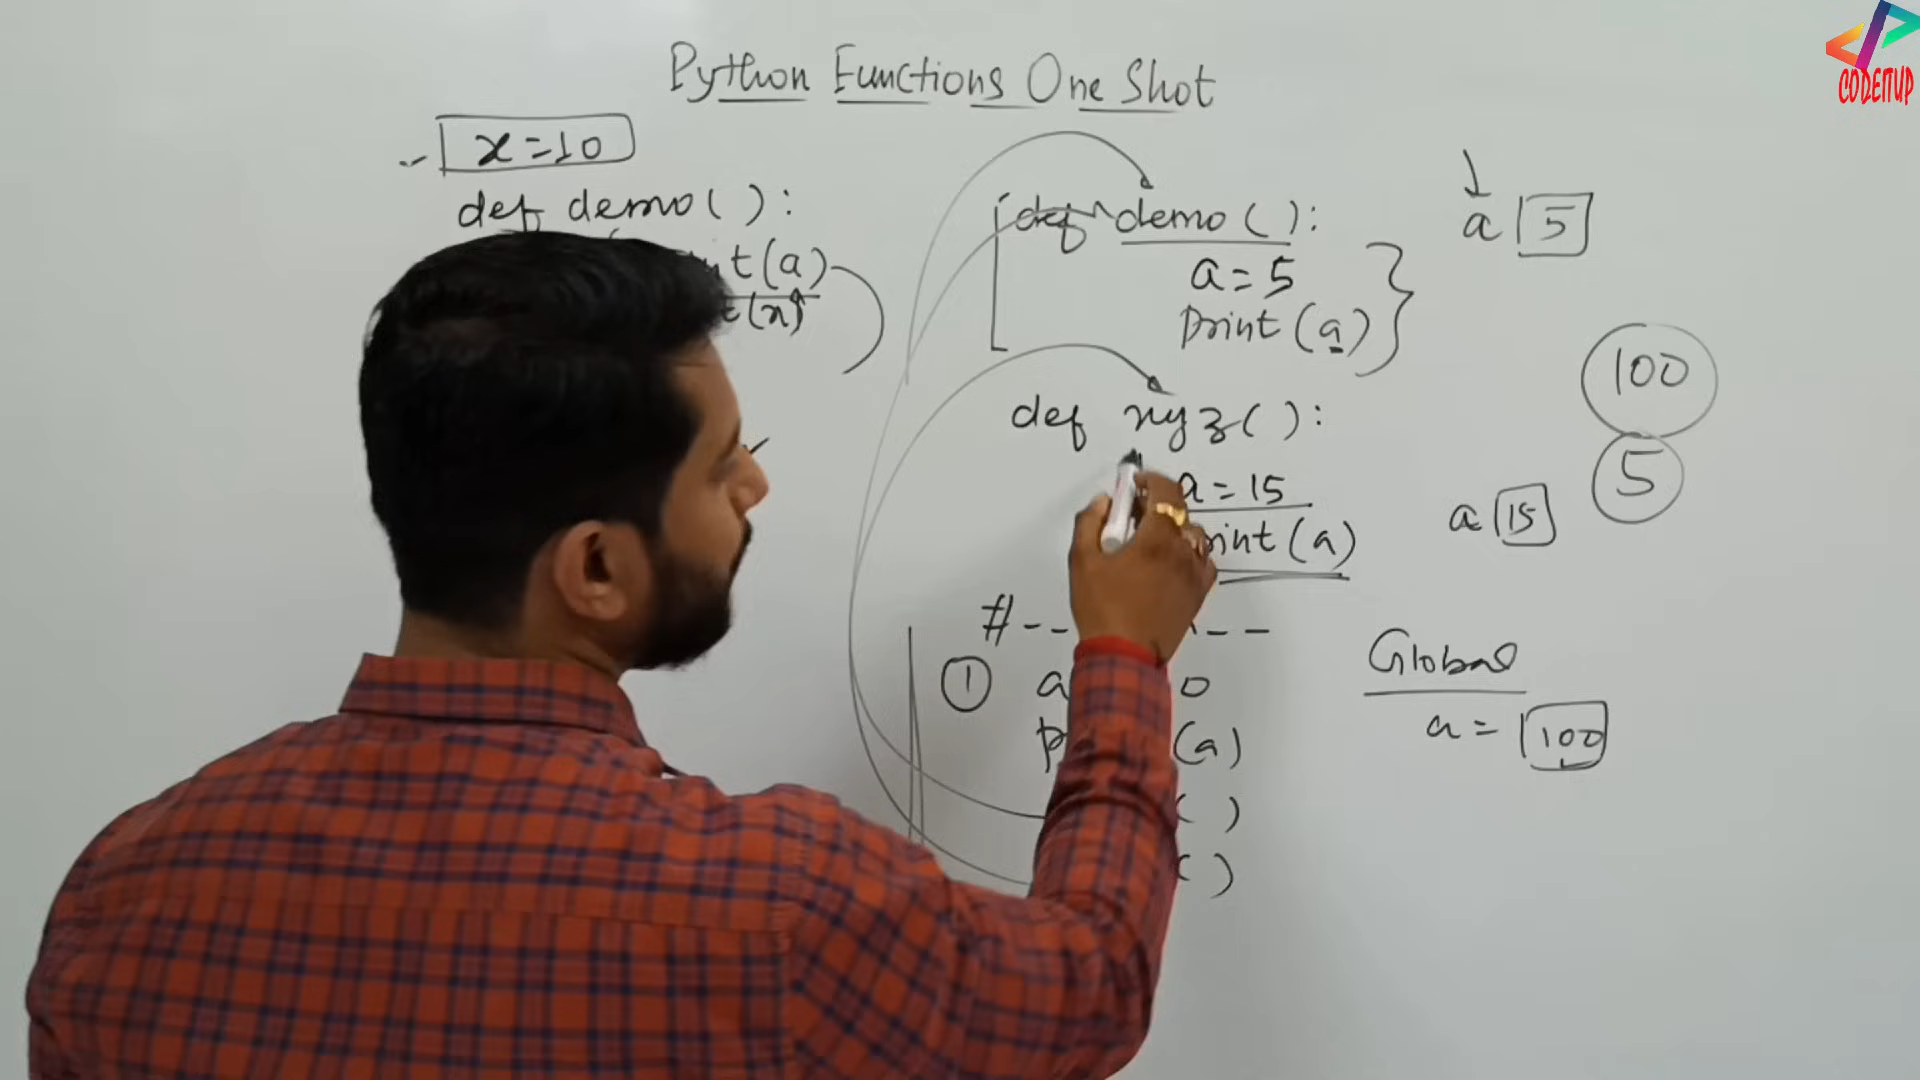 Python Functions One Shot
CODEITUP
x=10
def demo():
t(a)
t(x)
def demo():
a=5
print(a)
a 5
def xyz():
a=15
print(a)
a 15
100
5
#-- --
1 a 0
p (a)
( )
( )
Global
a= 100